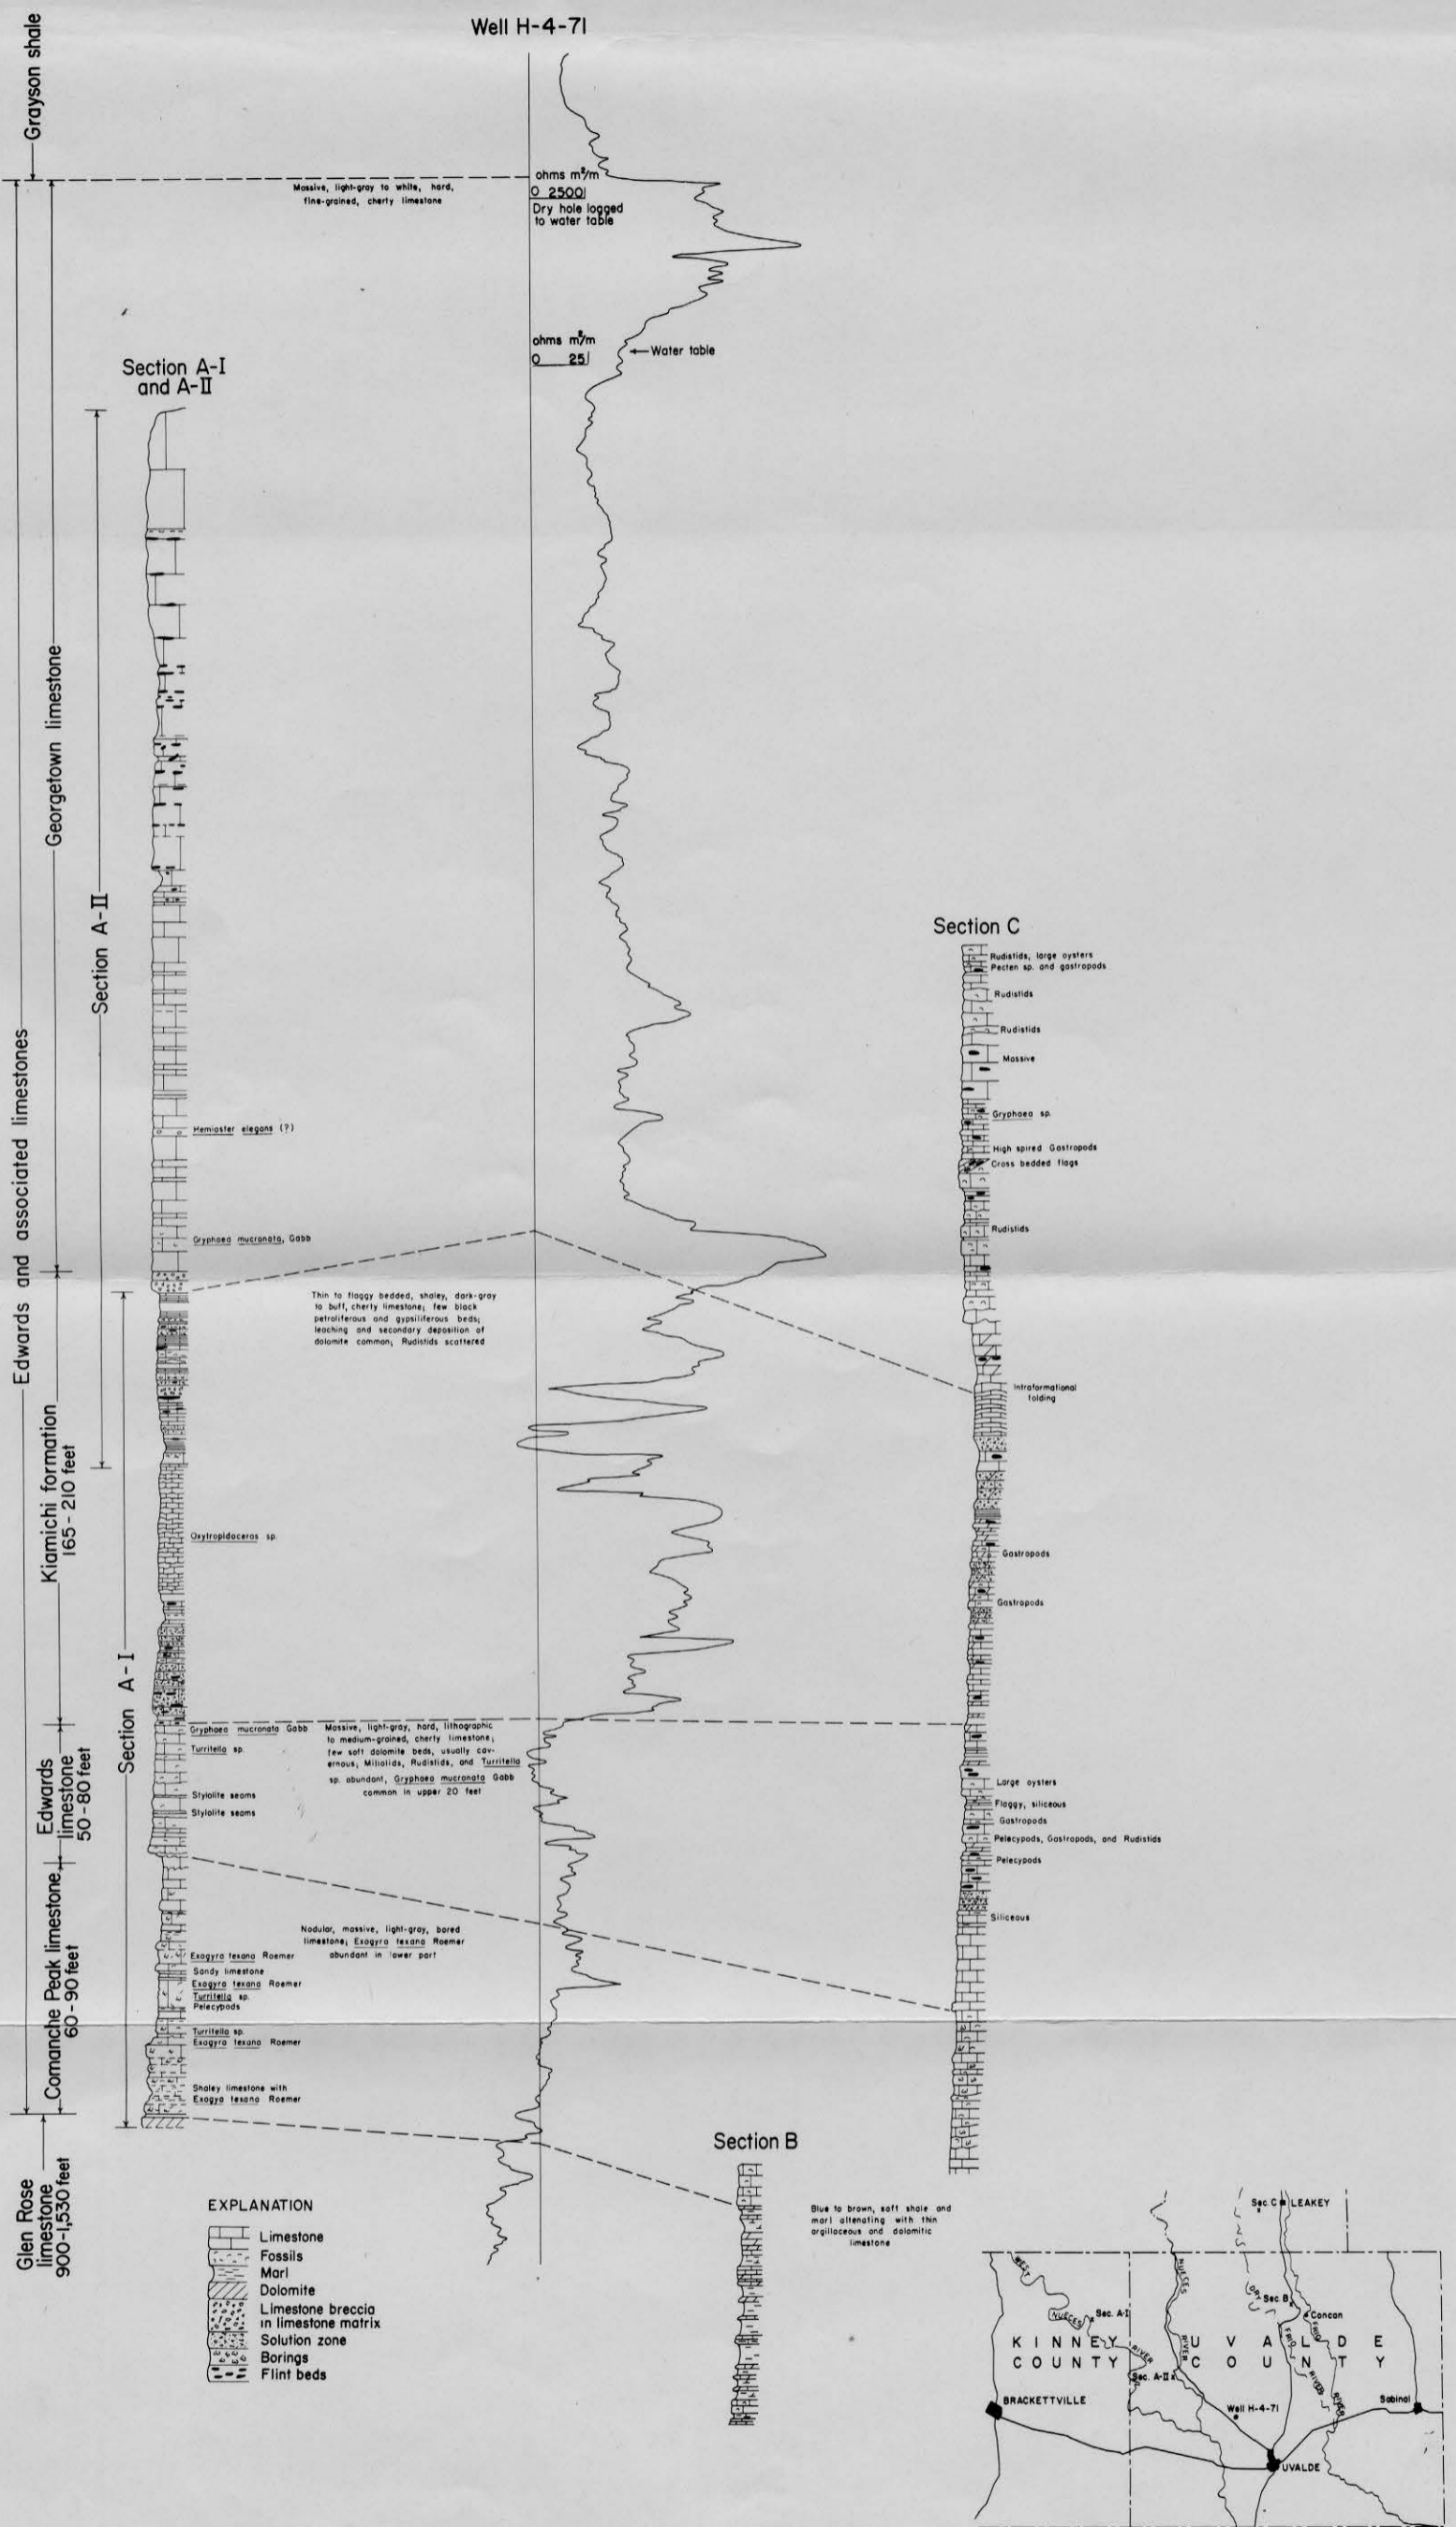 Well H-4-71
Grayson shale
ohms m²/m
0 2500
Dry hole logged
to water table
Massive, light-gray to white, hard,
fine-grained, cherty limestone
ohms m²/m
0 25
Water table
Section A-I
and A-II
Georgetown limestone
Section A-II
Edwards and associated limestones
Hemiaster elegans (?)
Gryphaea mucronata, Gabb
Thin to flaggy bedded, shaley, dark-gray
to buff, cherty limestone; few black
petroliferous and gypsiliferous beds;
leaching and secondary deposition of
dolomite common; Rudistids scattered
Kiamichi formation
165-210 feet
Oxytropidoceras sp.
Section A-I
Gryphaea mucronata Gabb
Turritella sp.
Stylolite seams
Stylolite seams
Massive, light-gray, hard, lithographic
to medium-grained, cherty limestone;
few soft dolomite beds, usually cav-
ernous; Miliolids, Rudistids, and Turritella
sp. abundant, Gryphaea mucronata Gabb
common in upper 20 feet
Edwards
limestone
50-80 feet
Comanche Peak limestone
60-90 feet
Nodular, massive, light-gray, bored
limestone; Exogyra texana Roemer
abundant in lower part
Exogyra texana Roemer
Sandy limestone
Exogyra texana Roemer
Turritella sp.
Pelecypods
Turritella sp.
Exogyra texana Roemer
Shaley limestone with
Exogyra texana Roemer
Glen Rose
limestone
900-1,530 feet
Section C
Rudistids, large oysters
Pecten sp. and gastropods
Rudistids
Rudistids
Massive
Gryphaea sp.
High spired Gastropods
Cross bedded flags
Rudistids
Intraformational
folding
Gastropods
Gastropods
Large oysters
Flaggy, siliceous
Gastropods
Pelecypods, Gastropods, and Rudistids
Pelecypods
Siliceous
Section B
Blue to brown, soft shale and
marl altenating with thin
argillaceous and dolomitic
limestone
EXPLANATION
Limestone
Fossils
Marl
Dolomite
Limestone breccia
in limestone matrix
Solution zone
Borings
Flint beds
Sec. C
LEAKEY
WEST
NUECES
RIVER
NUECES
RIVER
DRY
FRIO
RIVER
FRIO
RIVER
Sec. A-I
Sec. B
Concan
KINNEY
COUNTY
UVALDE
COUNTY
Sec. A-II
BRACKETTVILLE
Well H-4-71
Sabinal
UVALDE